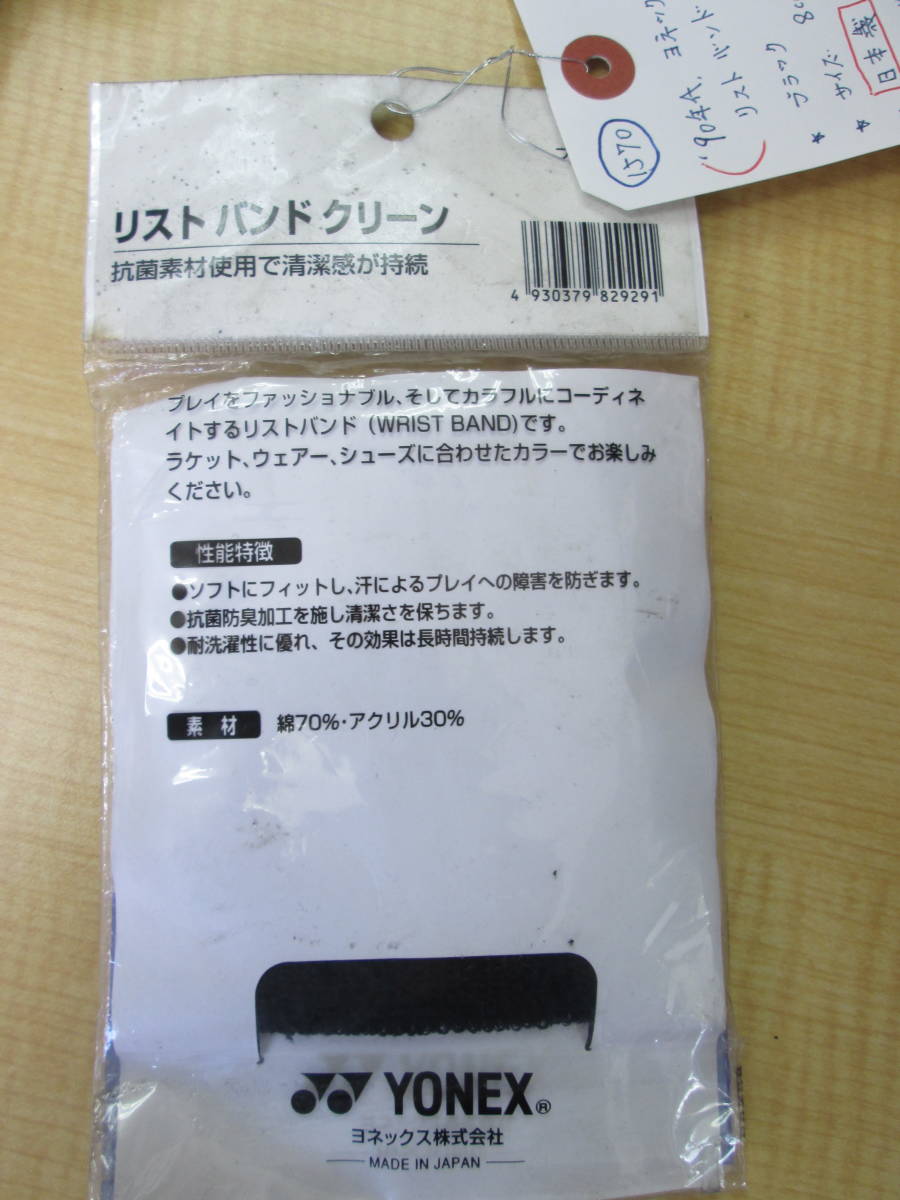 リスト バンド クリーン
抗菌素材使用で清潔感が持続
4 930379 829291
プレイをファッショナブル、そしてカラフルにコーディネ
イトするリストバンド (WRIST BAND)です。
ラケット、ウェアー、シューズに合わせたカラーでお楽しみ
ください。
性能特徴
●ソフトにフィットし、汗によるプレイへの障害を防ぎます。
●抗菌防臭加工を施し清潔さを保ちます。
●耐洗濯性に優れ、その効果は長時間持続します。
素材 綿70%・アクリル30%
YONEX®
ヨネックス株式会社
MADE IN JAPAN
1570
'90年代、ヨネック
リストバンド
ブラック 80
サイズ
日本製